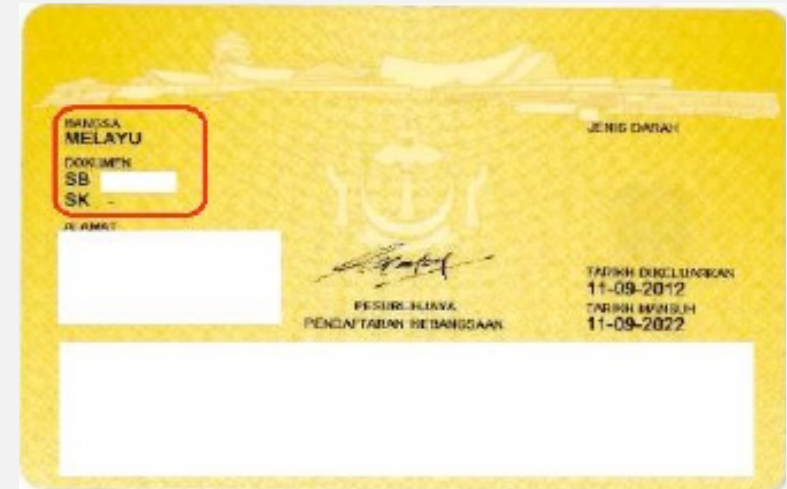 BANGSA
MELAYU
DOKUMEN
SB
SK -
ALAMAT
JENIS DARAH
PESURUHJAYA
PENDAFTARAN KEBANGSAAN
TARIKH DIKELUARKAN
11-09-2012
TARIKH MANSUH
11-09-2022